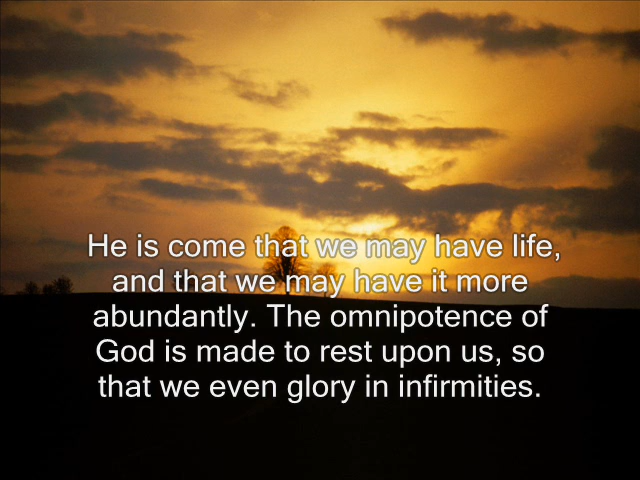 He is come that we may have life,
and that we may have it more
abundantly. The omnipotence of
God is made to rest upon us, so
that we even glory in infirmities.